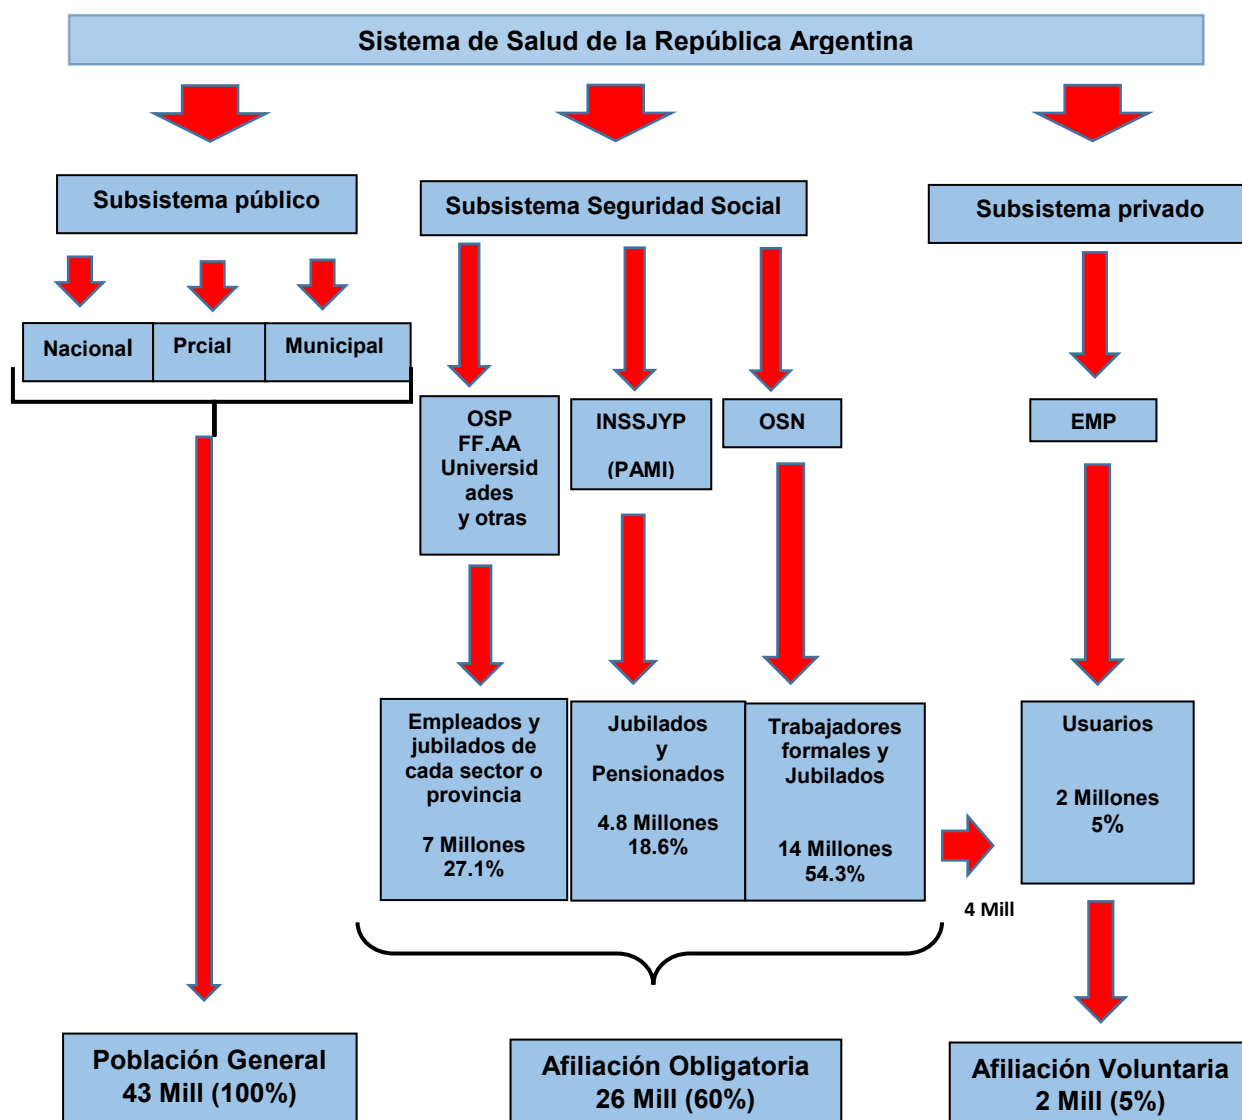 Sistema de Salud de la República Argentina
Subsistema público
Subsistema Seguridad Social
Subsistema privado
Nacional
Prcial
Municipal
OSP
FF.AA
Universid
ades
y otras
INSSJYP
(PAMI)
OSN
EMP
Empleados y
jubilados de
cada sector o
provincia
7 Millones
27.1%
Jubilados
y
Pensionados
4.8 Millones
18.6%
Trabajadores
formales y
Jubilados
14 Millones
54.3%
4 Mill
Usuarios
2 Millones
5%
Población General
43 Mill (100%)
Afiliación Obligatoria
26 Mill (60%)
Afiliación Voluntaria
2 Mill (5%)